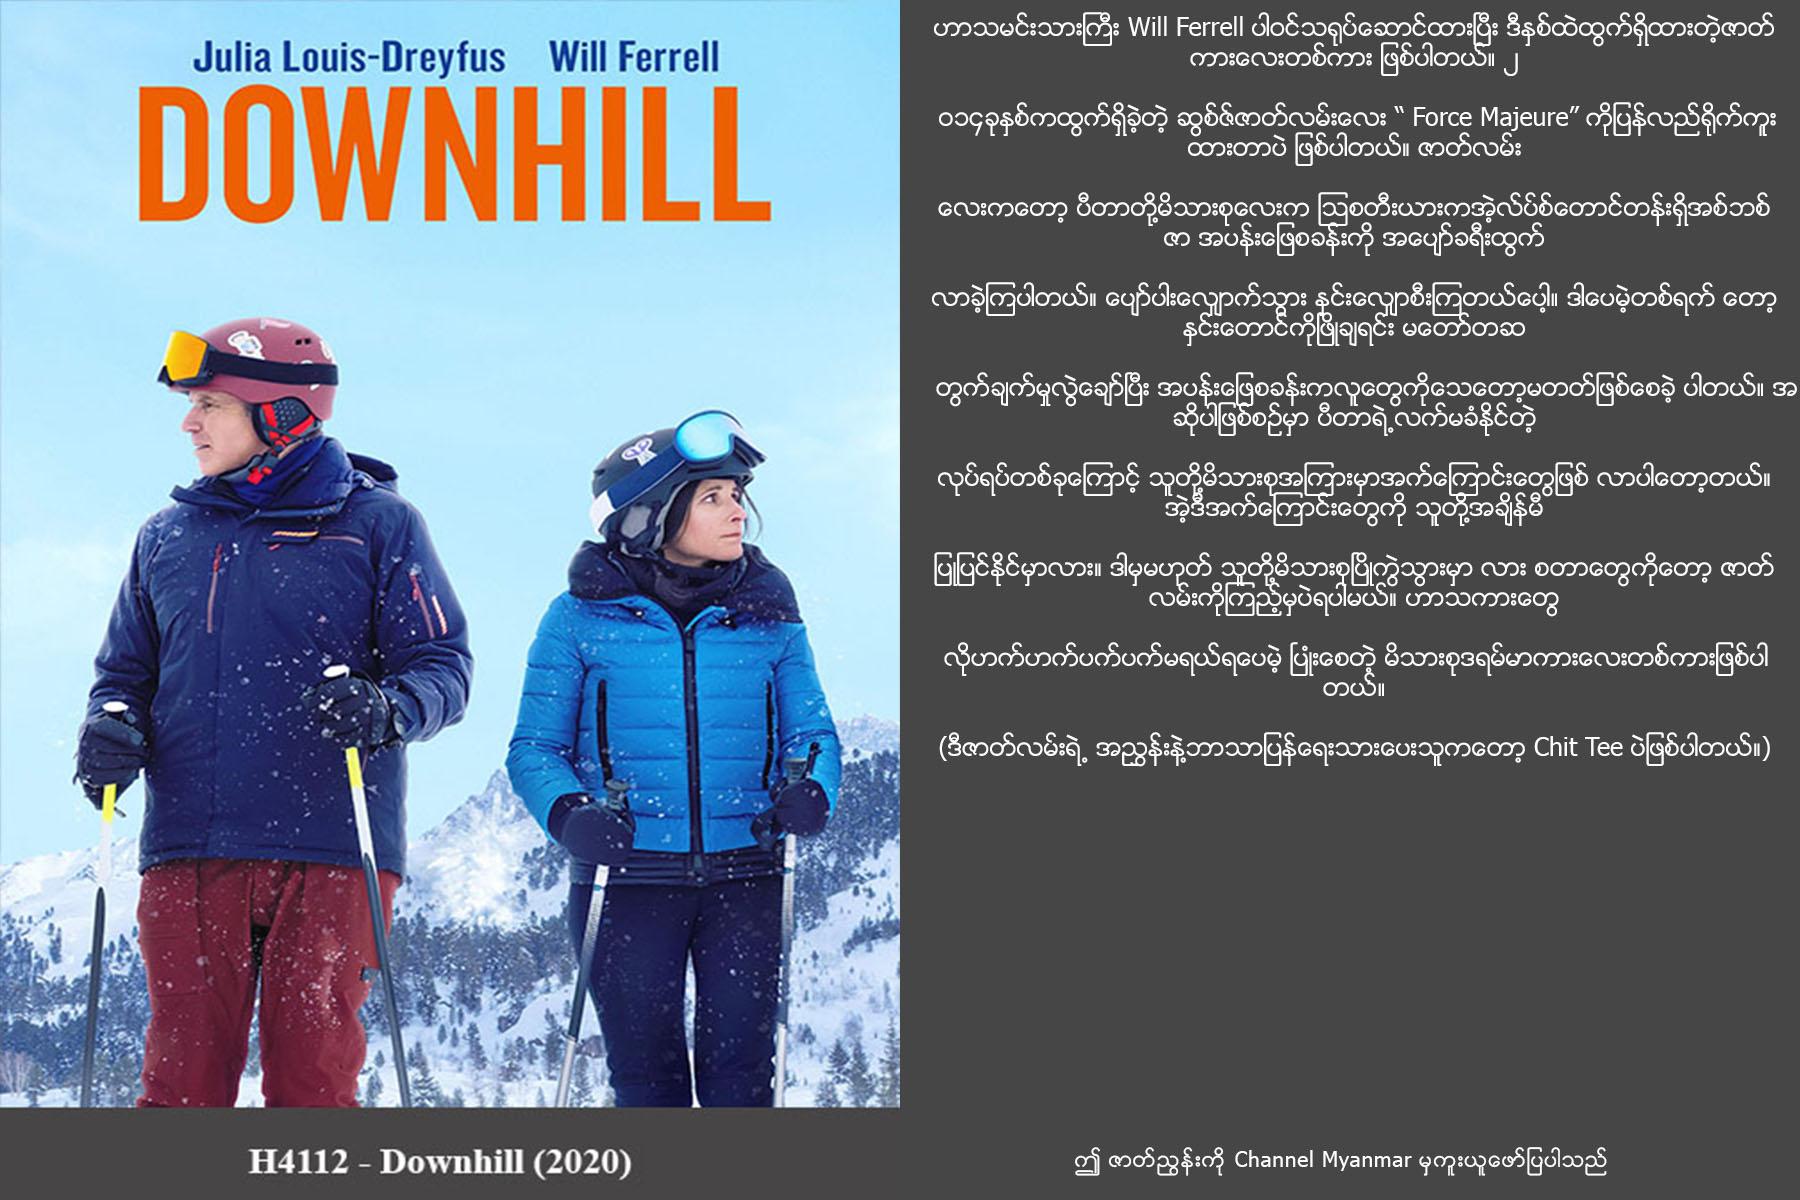 Julia Louis-Dreyfus Will Ferrell
DOWNHILL
H4112 - Downhill (2020)
ဟာသမင်းသားကြီး Will Ferrell ပါဝင်သရုပ်ဆောင်ထားပြီး ဒီနှစ်ထဲထွက်ရှိထားတဲ့ဇာတ်
ကားလေးတစ်ကား ဖြစ်ပါတယ်။ ၂
ဝ၁၄ခုနှစ်ကထွက်ရှိခဲ့တဲ့ ဆွစ်ဇ်ဇာတ်လမ်းလေး “ Force Majeure” ကိုပြန်လည်ရိုက်ကူး
ထားတာပဲ ဖြစ်ပါတယ်။ ဇာတ်လမ်း
လေးကတော့ ပီတာတို့မိသားစုလေးက ဩစတီးယားကအဲ့လ်ပ်စ်တောင်တန်းရှိအစ်ဘစ်
ဇာ အပန်းဖြေစခန်းကို အပျော်ခရီးထွက်
လာခဲ့ကြပါတယ်။ ပျော်ပါးလျှောက်သွား နှင်းလျှောစီးကြတယ်ပေါ့။ ဒါပေမဲ့တစ်ရက် တော့
နှင်းတောင်ကိုဖြိုချရင်း မတော်တဆ
တွက်ချက်မှုလွဲချော်ပြီး အပန်းဖြေစခန်းကလူတွေကိုသေတော့မတတ်ဖြစ်စေခဲ့ ပါတယ်။ အ
ဆိုပါဖြစ်စဉ်မှာ ပီတာရဲ့လက်မခံနိုင်တဲ့
လုပ်ရပ်တစ်ခုကြောင့် သူတို့မိသားစုအကြားမှာအက်ကြောင်းတွေဖြစ် လာပါတော့တယ်။
အဲ့ဒီအက်ကြောင်းတွေကို သူတို့အချိန်မီ
ပြုပြင်နိုင်မှာလား။ ဒါမှမဟုတ် သူတို့မိသားစုပြိုကွဲသွားမှာ လား စတာတွေကိုတော့ ဇာတ်
လမ်းကိုကြည့်မှပဲရပါမယ်။ ဟာသကားတွေ
လိုဟက်ဟက်ပက်ပက်မရယ်ရပေမဲ့ ပြုံးစေတဲ့ မိသားစုဒရမ်မာကားလေးတစ်ကားဖြစ်ပါ
တယ်။
(ဒီဇာတ်လမ်းရဲ့ အညွှန်းနဲ့ဘာသာပြန်ရေးသားပေးသူကတော့ Chit Tee ပဲဖြစ်ပါတယ်။)
ဤ ဇာတ်ညွှန်းကို Channel Myanmar မှကူးယူဖော်ပြပါသည်